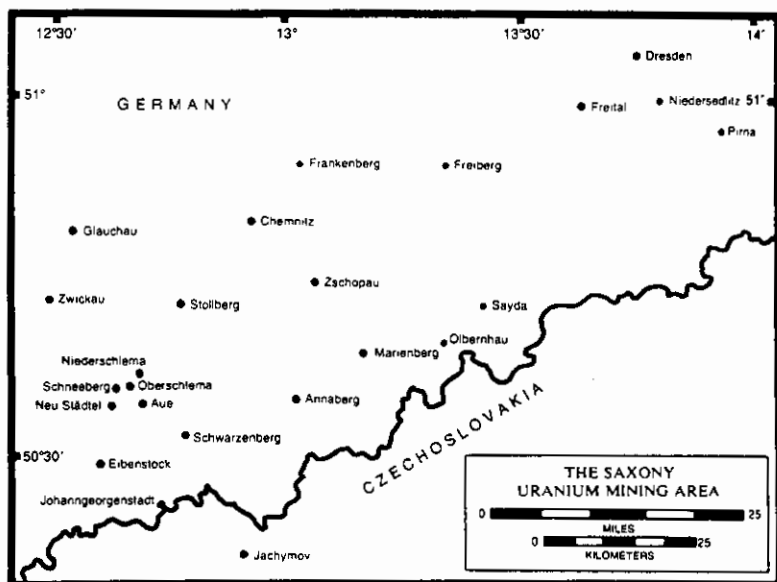 12°30'
13°
13°30'
14°
Dresden
51°
GERMANY
Freital
Niedersedlitz
51°
Pirna
Frankenberg
Freiberg
Chemnitz
Glauchau
Zschopau
Zwickau
Stollberg
Sayda
Olbernhau
Marienberg
Niederschlema
Schneeberg
Oberschlema
Annaberg
Neu Städtel
Aue
CZECHOSLOVAKIA
Schwarzenberg
50°30'
Eibenstock
THE SAXONY
URANIUM MINING AREA
Johanngeorgenstadt
0 25
MILES
0 25
KILOMETERS
Jachymov